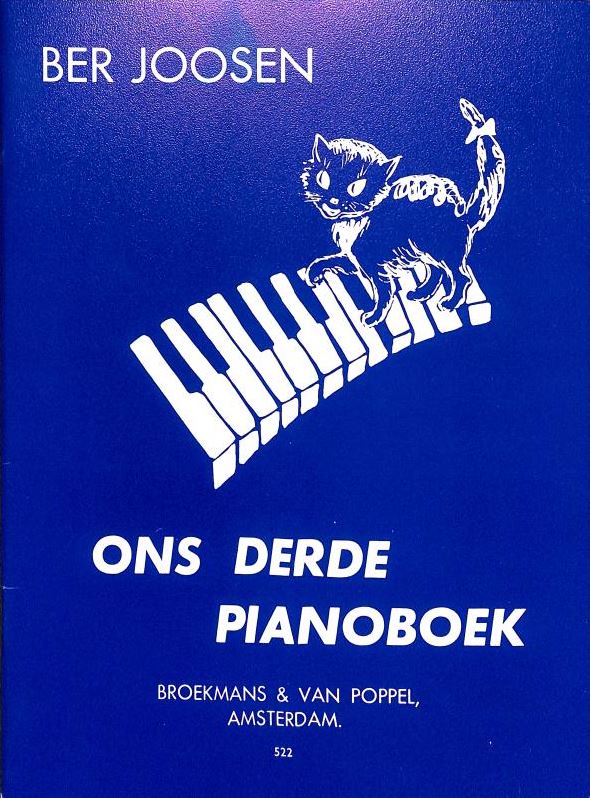 BER JOOSEN
ONS DERDE
PIANOBOEK
BROEKMANS & VAN POPPEL,
AMSTERDAM.
522